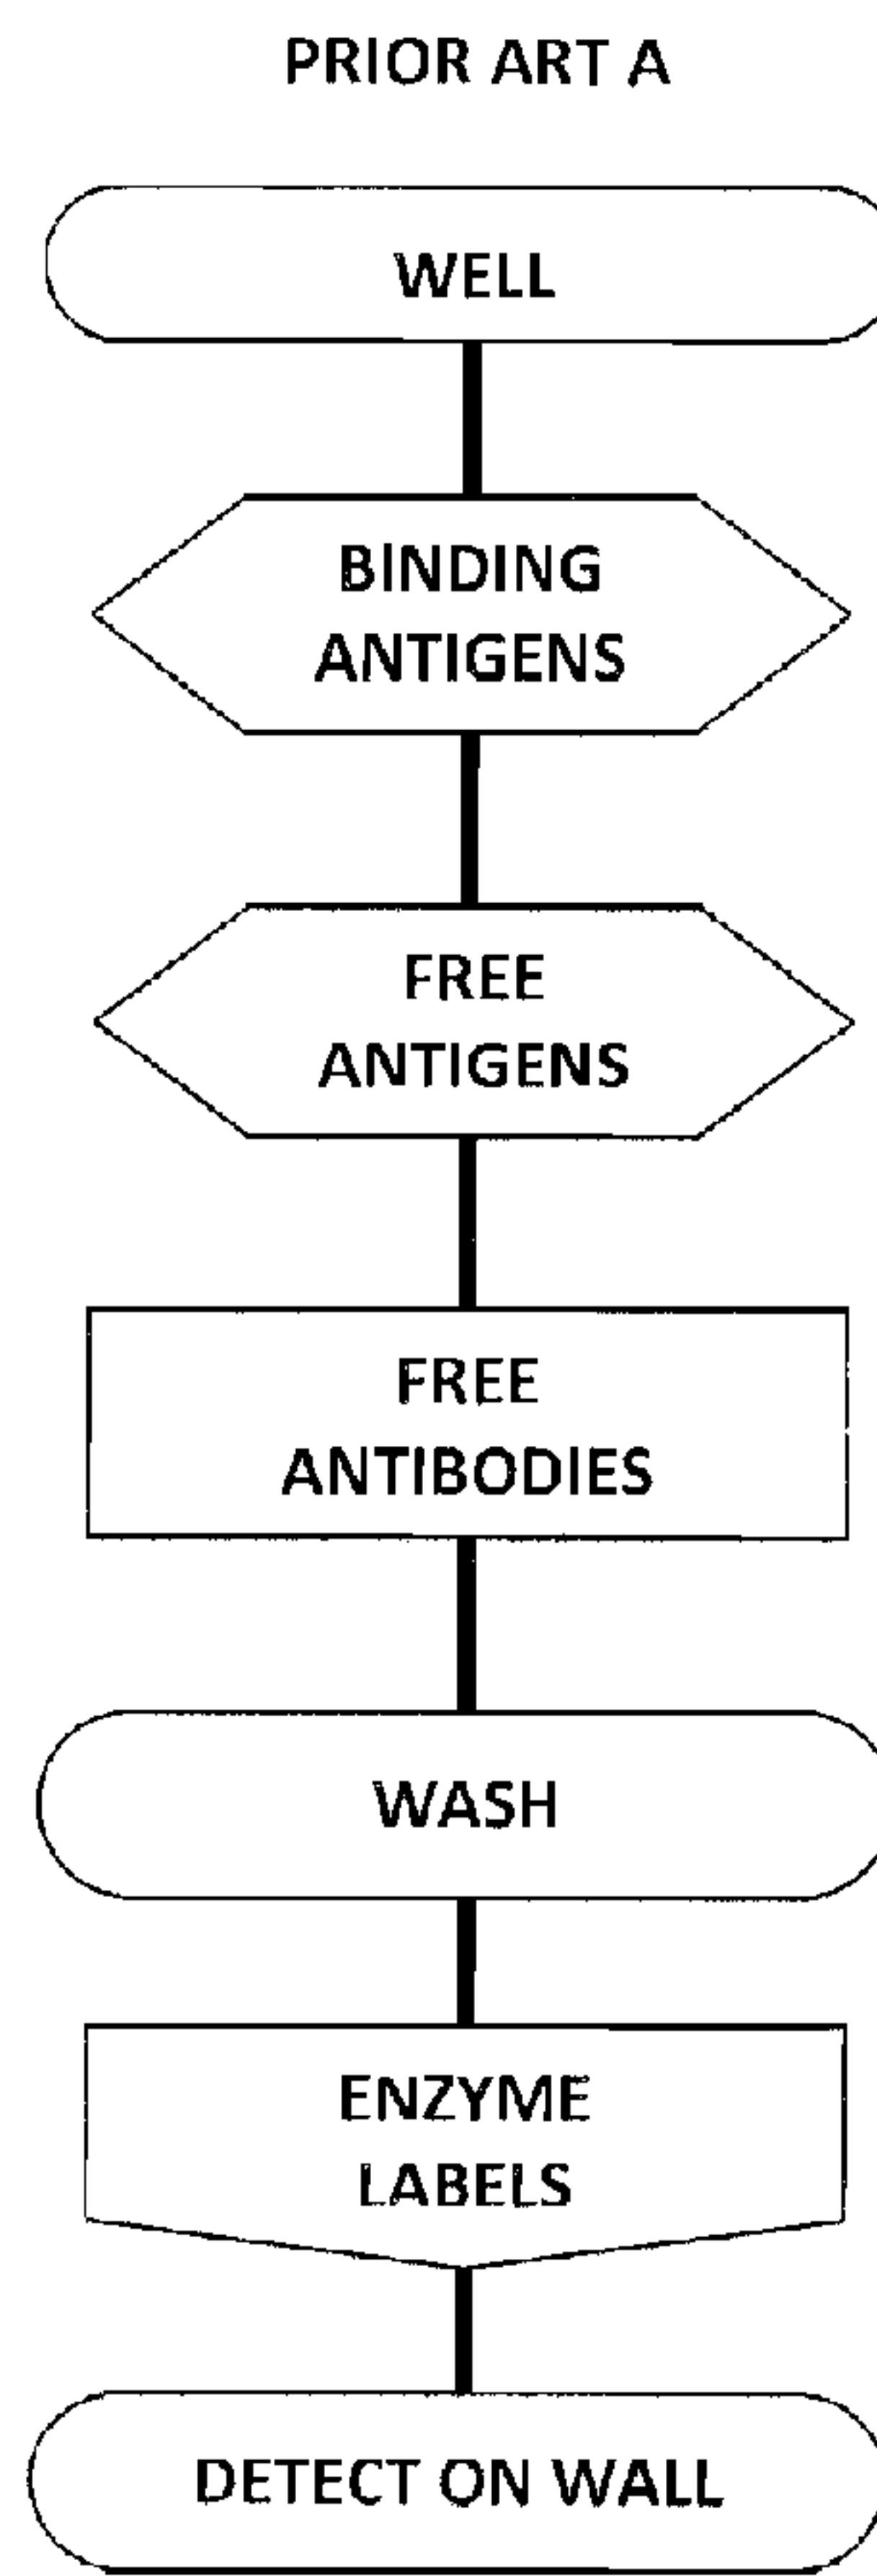 PRIOR ART A
WELL
BINDING
ANTIGENS
FREE
ANTIGENS
FREE
ANTIBODIES
WASH
ENZYME
LABELS
DETECT ON WALL